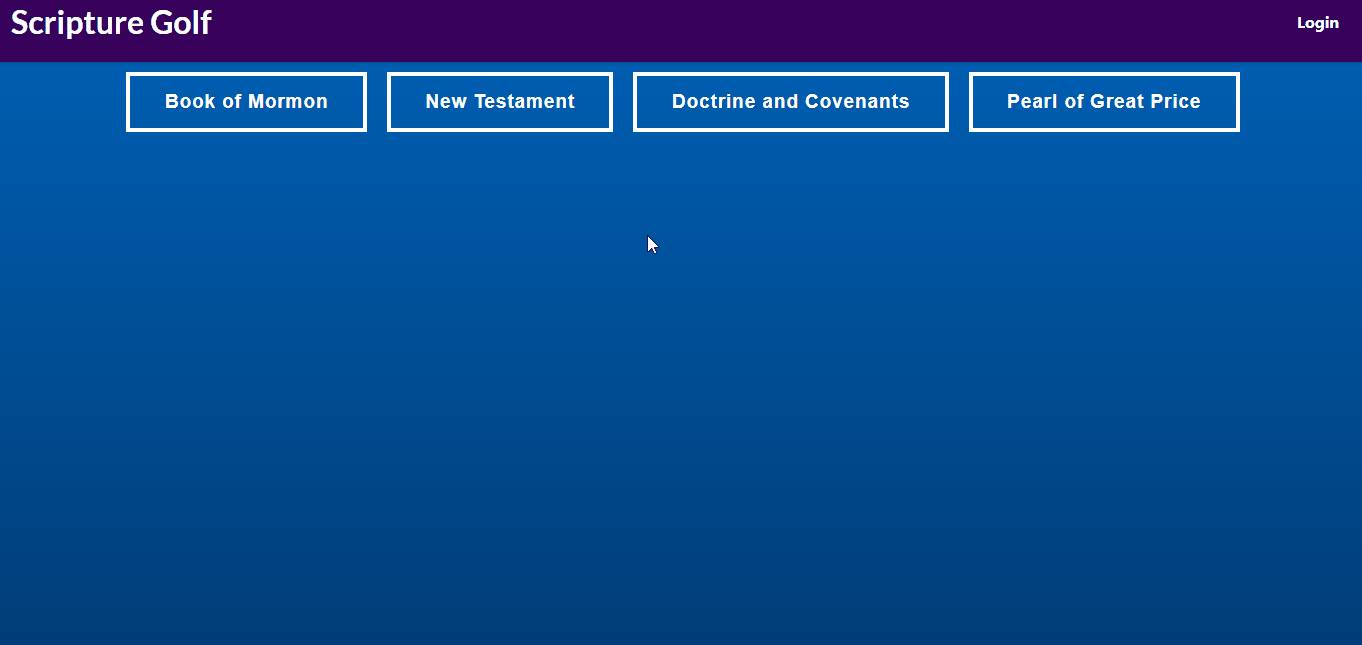 Scripture Golf
Login
Book of Mormon
New Testament
Doctrine and Covenants
Pearl of Great Price